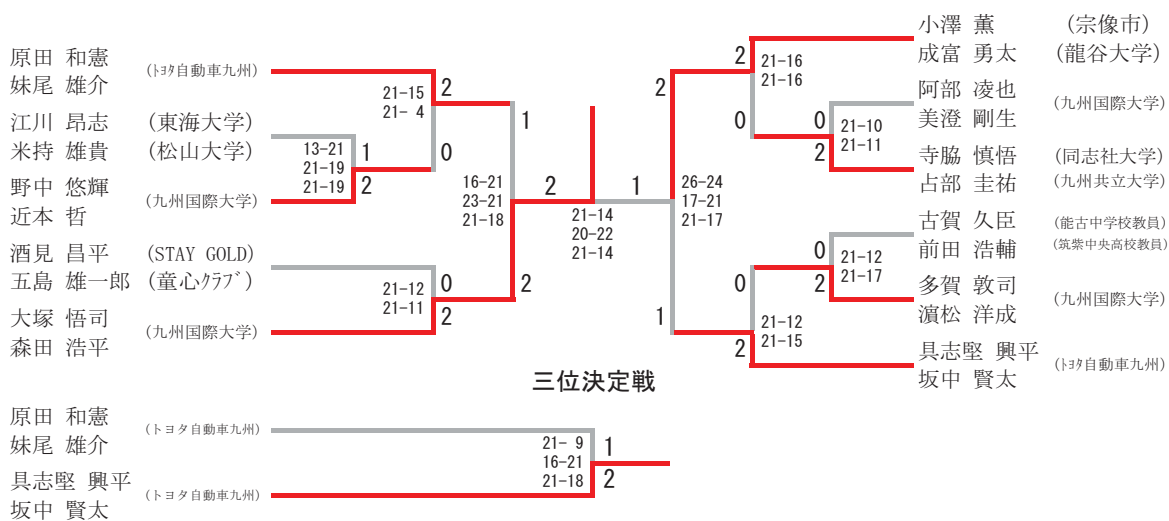 原田 和憲
妹尾 雄介
(ﾄﾖﾀ自動車九州)
江川 昂志 (東海大学)
米持 雄貴 (松山大学)
野中 悠輝
近本 哲
(九州国際大学)
酒見 昌平 (STAY GOLD)
五島 雄一郎 (童心ｸﾗﾌﾞ)
大塚 悟司
森田 浩平
(九州国際大学)
21-15
21- 4
2
0
13-21
21-19
21-19
1
2
21-12
21-11
0
2
16-21
23-21
21-18
1
2
2
21-14
20-22
21-14
1
26-24
17-21
21-17
2
1
2
21-16
21-16
0
0
21-10
21-11
2
0
21-12
21-17
2
0
21-12
21-15
2
小澤 薫 (宗像市)
成富 勇太 (龍谷大学)
阿部 凌也
美澄 剛生
(九州国際大学)
寺脇 慎悟 (同志社大学)
占部 圭祐 (九州共立大学)
古賀 久臣 (能古中学校教員)
前田 浩輔 (筑紫中央高校教員)
多賀 敦司
濵松 洋成
(九州国際大学)
具志堅 興平
坂中 賢太
(ﾄﾖﾀ自動車九州)
三位決定戦
原田 和憲
妹尾 雄介
(トヨタ自動車九州)
具志堅 興平
坂中 賢太
(トヨタ自動車九州)
21- 9
16-21
21-18
1
2